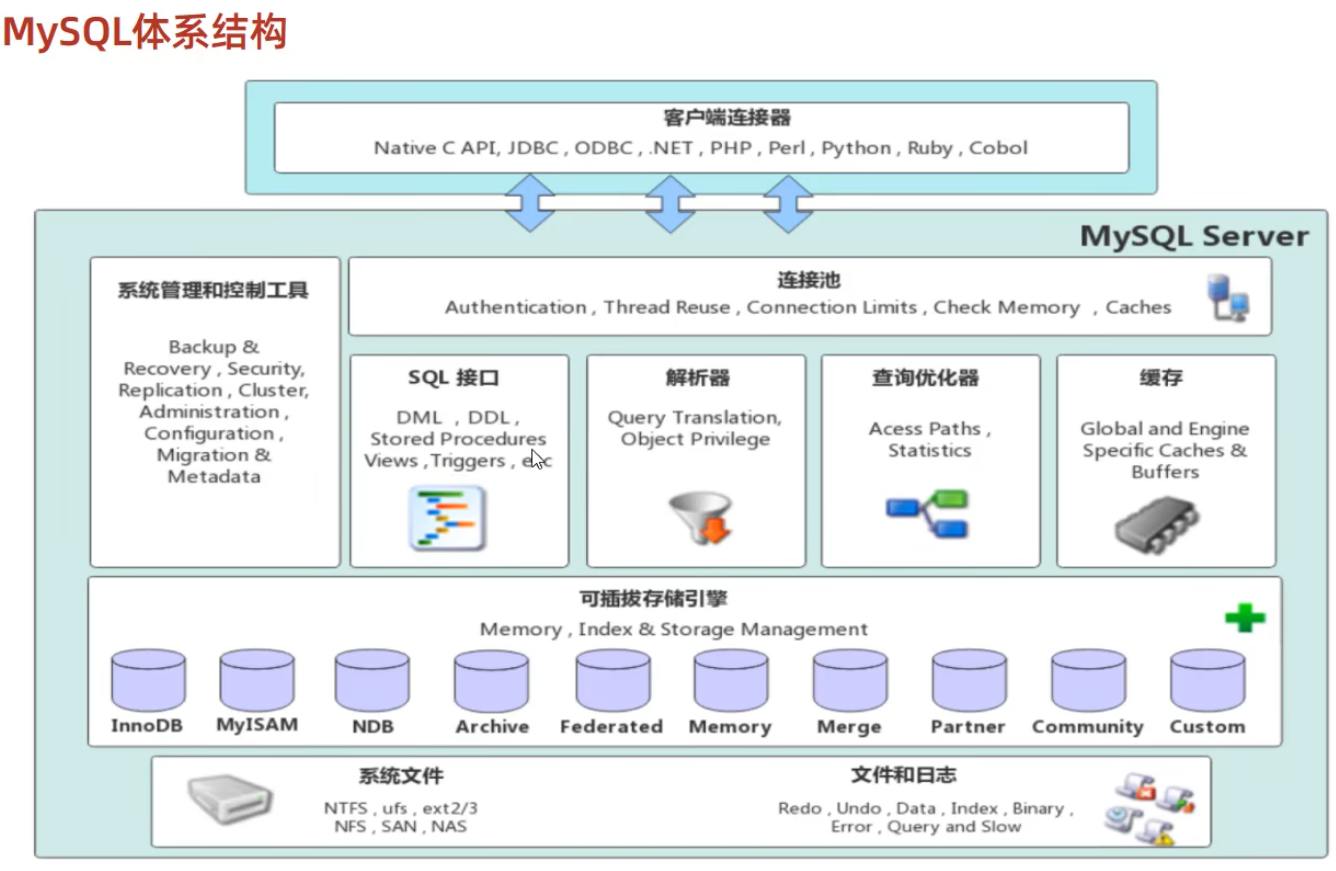 MySQL体系结构
客户端连接器
Native C API, JDBC , ODBC , .NET , PHP , Perl , Python , Ruby , Cobol
MySQL Server
系统管理和控制工具
Backup &
Recovery , Security,
Replication , Cluster,
Administration ,
Configuration ,
Migration &
Metadata
连接池
Authentication , Thread Reuse , Connection Limits , Check Memory , Caches
SQL 接口
DML , DDL ,
Stored Procedures
Views ,Triggers , etc
解析器
Query Translation,
Object Privilege
查询优化器
Acess Paths ,
Statistics
缓存
Global and Engine
Specific Caches &
Buffers
可插拔存储引擎
Memory , Index & Storage Management
InnoDB
MyISAM
NDB
Archive
Federated
Memory
Merge
Partner
Community
Custom
系统文件
NTFS , ufs , ext2/3
NFS , SAN , NAS
文件和日志
Redo , Undo , Data , Index , Binary ,
Error , Query and Slow